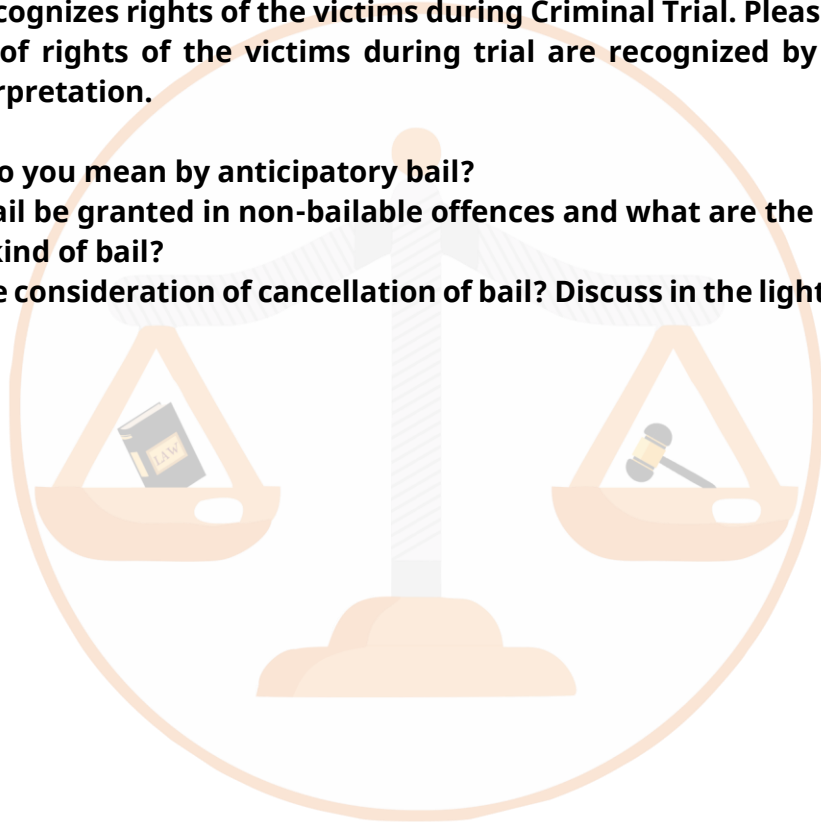 cognizes rights of the victims during Criminal Trial. Pleas
of rights of the victims during trial are recognized by
rpretation.
o you mean by anticipatory bail?
ail be granted in non-bailable offences and what are the
kind of bail?
e consideration of cancellation of bail? Discuss in the light
LAW